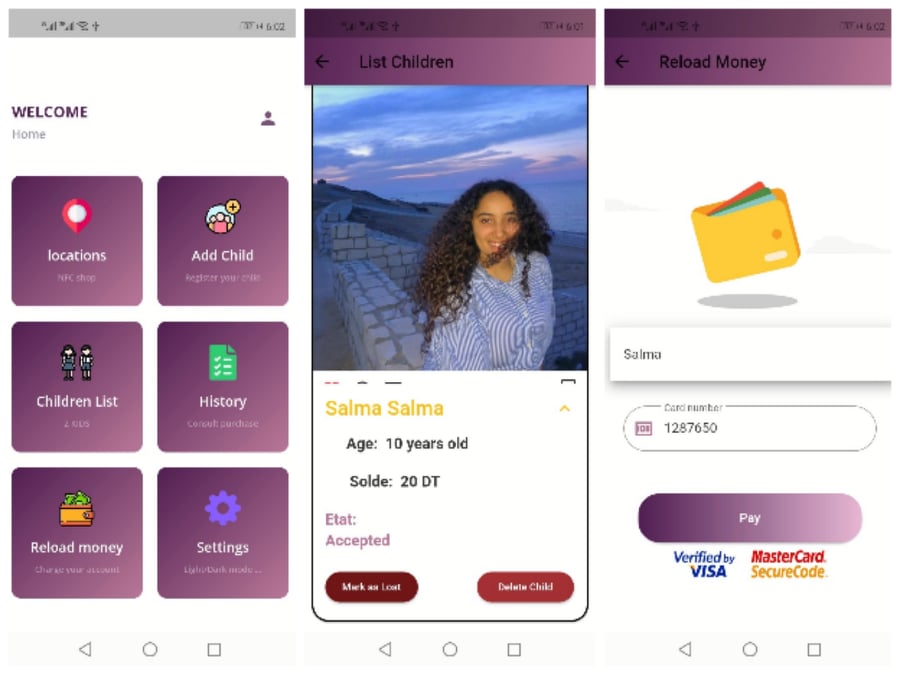 6:02
WELCOME
Home
locations
NFC shop
Add Child
Register your child
Children List
2 KIDS
History
Consult purchase
Reload money
Charge your account
Settings
Light/Dark mode ...
6:01
List Children
Salma Salma
Age: 10 years old
Solde: 20 DT
Etat:
Accepted
Mark as Lost
Delete Child
6:02
Reload Money
Salma
Card number
1287650
Pay
Verified by
VISA
MasterCard.
SecureCode.